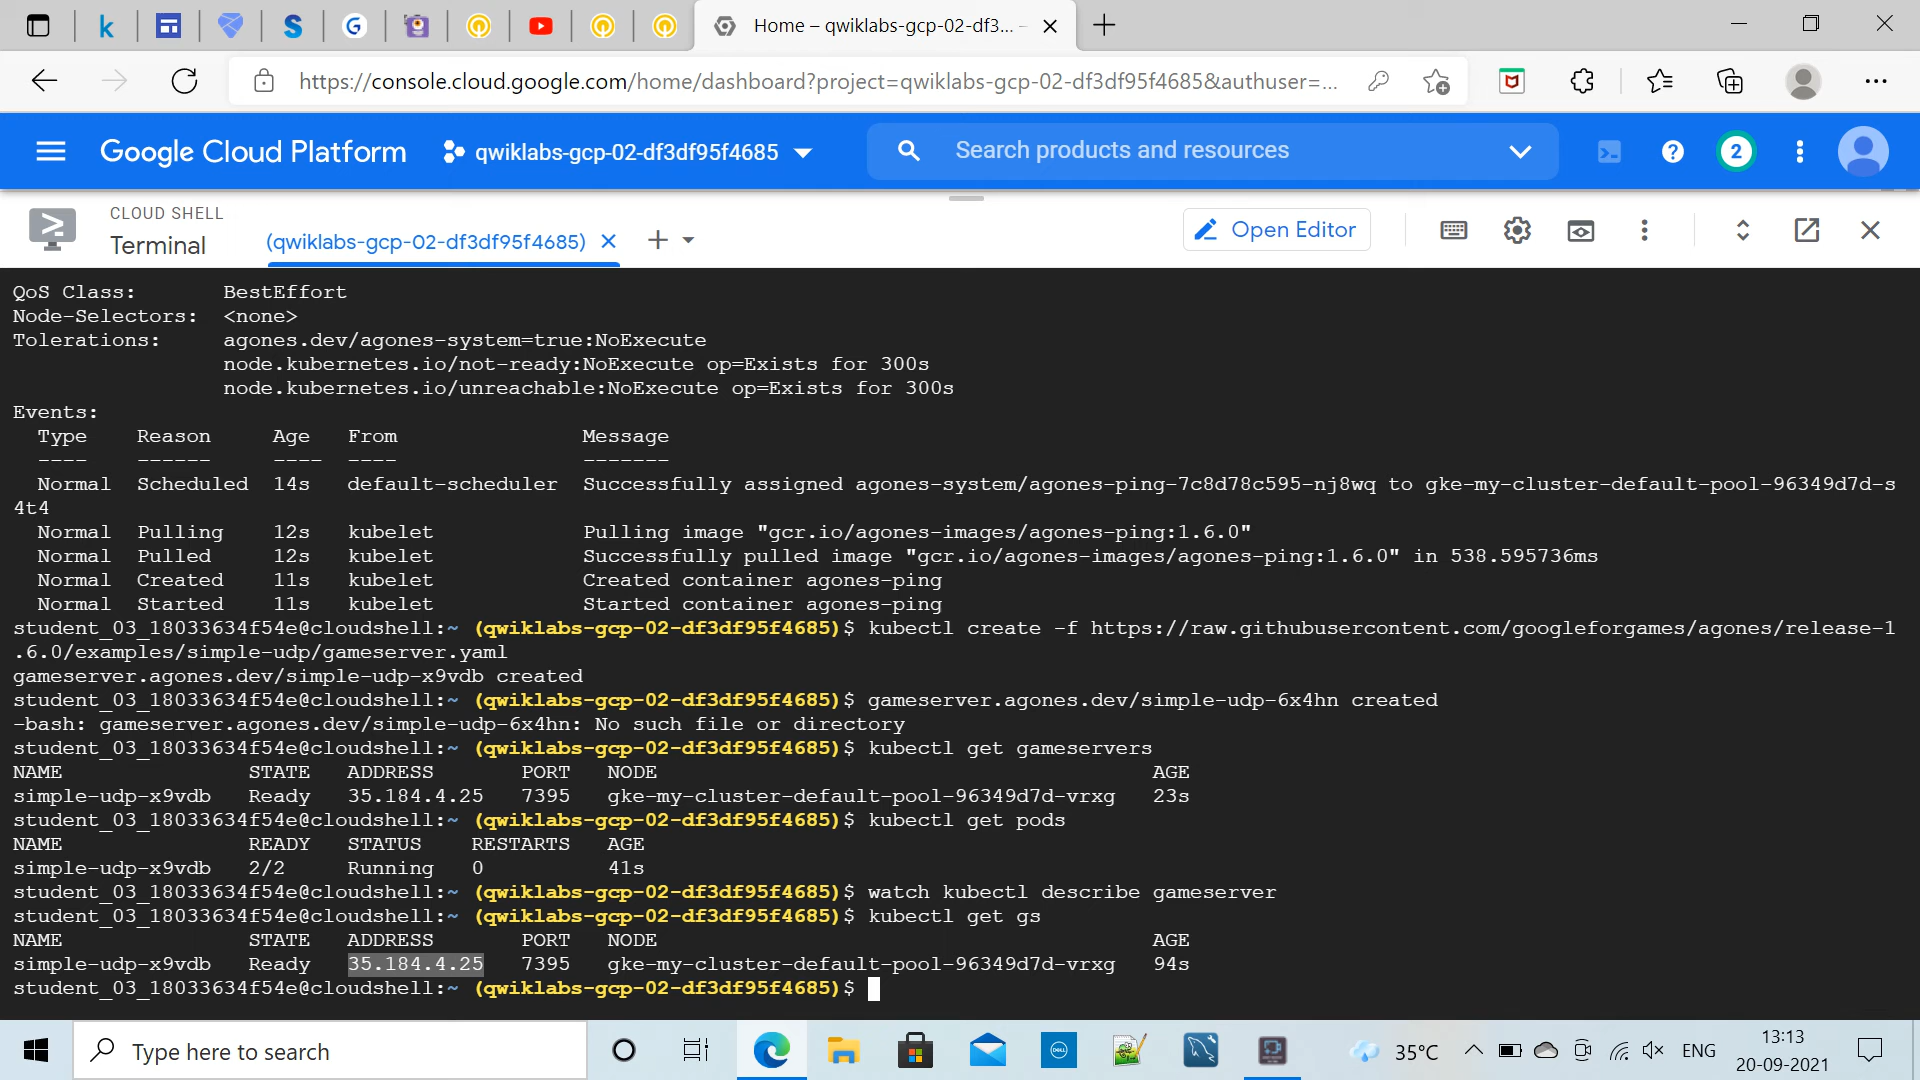 Home – qwiklabs-gcp-02-df3... –
https://console.cloud.google.com/home/dashboard?project=qwiklabs-gcp-02-df3df95f4685&authuser=...
Google Cloud Platform
qwiklabs-gcp-02-df3df95f4685
Search products and resources
2
CLOUD SHELL
Terminal
(qwiklabs-gcp-02-df3df95f4685)
Open Editor
QoS Class:       BestEffort
Node-Selectors:  <none>
Tolerations:     agones.dev/agones-system=true:NoExecute
node.kubernetes.io/not-ready:NoExecute op=Exists for 300s
node.kubernetes.io/unreachable:NoExecute op=Exists for 300s
Events:
Type    Reason     Age   From               Message
----    ------     ----  ----               -------
Normal  Scheduled  14s   default-scheduler  Successfully assigned agones-system/agones-ping-7c8d78c595-nj8wq to gke-my-cluster-default-pool-96349d7d-s
4t4
Normal  Pulling    12s   kubelet            Pulling image "gcr.io/agones-images/agones-ping:1.6.0"
Normal  Pulled     12s   kubelet            Successfully pulled image "gcr.io/agones-images/agones-ping:1.6.0" in 538.595736ms
Normal  Created    11s   kubelet            Created container agones-ping
Normal  Started    11s   kubelet            Started container agones-ping
student_03_18033634f54e@cloudshell:~ (qwiklabs-gcp-02-df3df95f4685)$ kubectl create -f https://raw.githubusercontent.com/googleforgames/agones/release-1
.6.0/examples/simple-udp/gameserver.yaml
gameserver.agones.dev/simple-udp-x9vdb created
student_03_18033634f54e@cloudshell:~ (qwiklabs-gcp-02-df3df95f4685)$ gameserver.agones.dev/simple-udp-6x4hn created
-bash: gameserver.agones.dev/simple-udp-6x4hn: No such file or directory
student_03_18033634f54e@cloudshell:~ (qwiklabs-gcp-02-df3df95f4685)$ kubectl get gameservers
NAME               STATE   ADDRESS       PORT   NODE                                        AGE
simple-udp-x9vdb   Ready   35.184.4.25   7395   gke-my-cluster-default-pool-96349d7d-vrxg   23s
student_03_18033634f54e@cloudshell:~ (qwiklabs-gcp-02-df3df95f4685)$ kubectl get pods
NAME               READY   STATUS    RESTARTS   AGE
simple-udp-x9vdb   2/2     Running   0          41s
student_03_18033634f54e@cloudshell:~ (qwiklabs-gcp-02-df3df95f4685)$ watch kubectl describe gameserver
student_03_18033634f54e@cloudshell:~ (qwiklabs-gcp-02-df3df95f4685)$ kubectl get gs
NAME               STATE   ADDRESS       PORT   NODE                                        AGE
simple-udp-x9vdb   Ready   35.184.4.25   7395   gke-my-cluster-default-pool-96349d7d-vrxg   94s
student_03_18033634f54e@cloudshell:~ (qwiklabs-gcp-02-df3df95f4685)$
Type here to search
35°C
ENG
13:13
20-09-2021